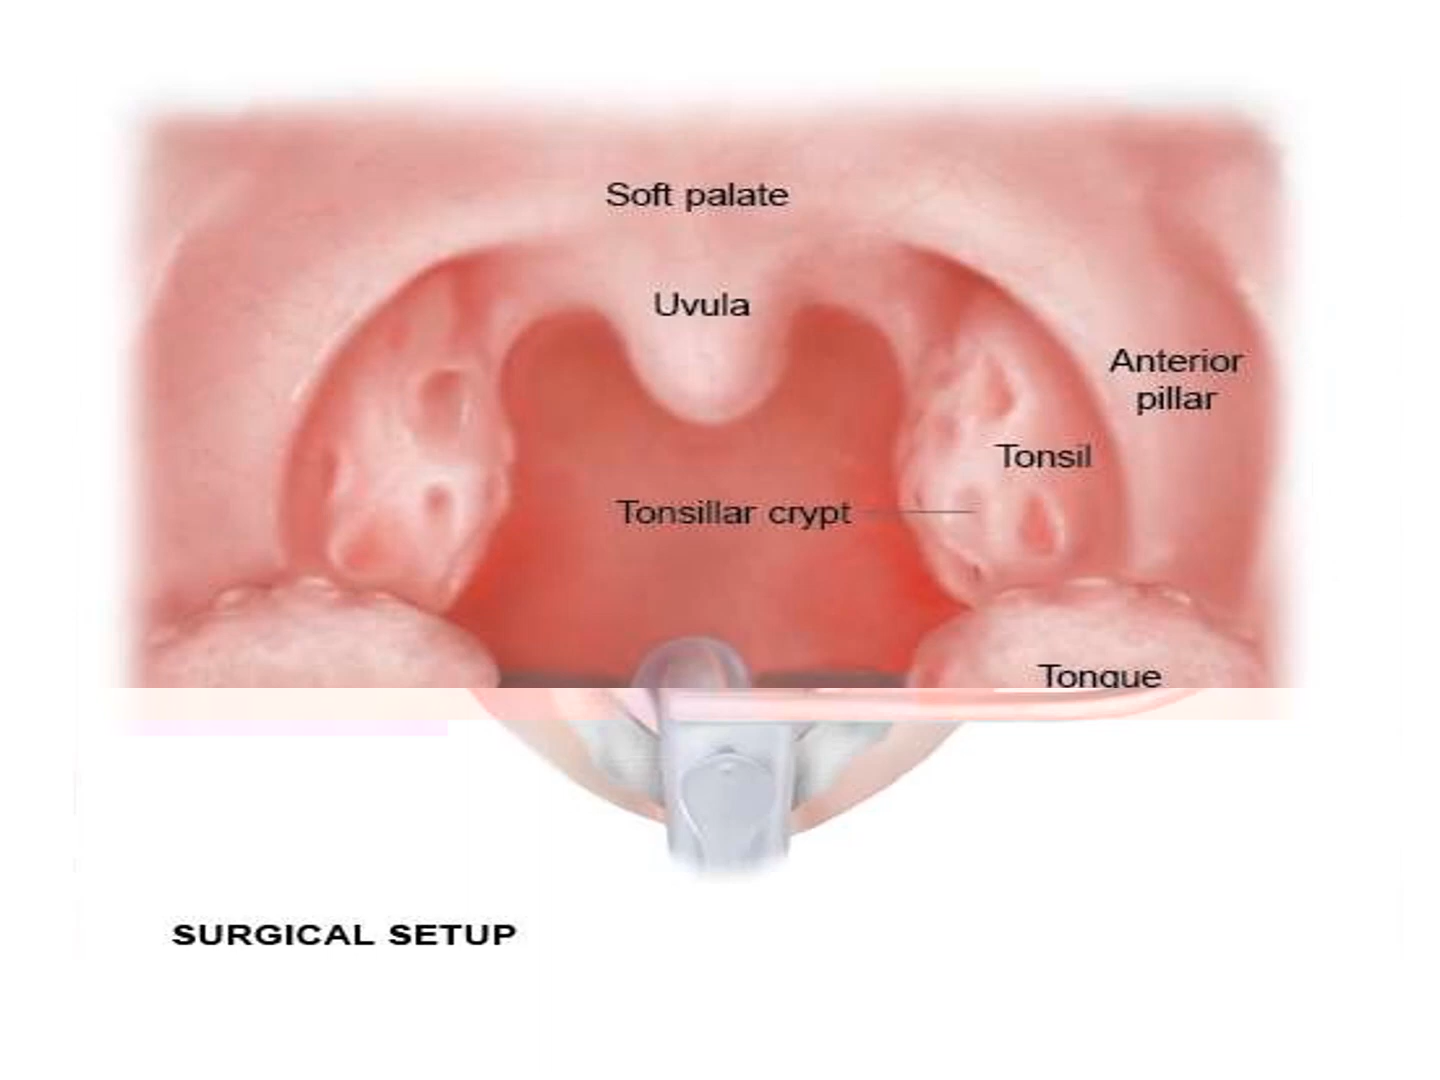 Soft palate
Uvula
Anterior
pillar
Tonsil
Tonsillar crypt
Tongue
SURGICAL SETUP